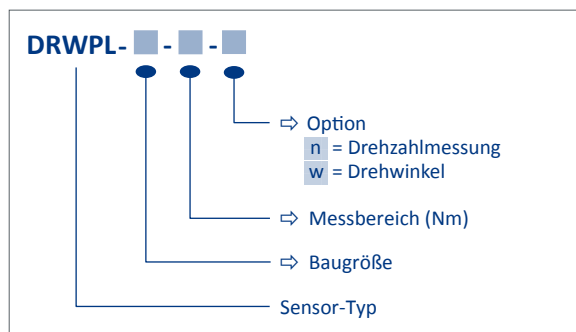 DRWPL- - -
⇨ Option
n = Drehzahlmessung
w = Drehwinkel
⇨ Messbereich (Nm)
⇨ Baugröße
Sensor-Typ